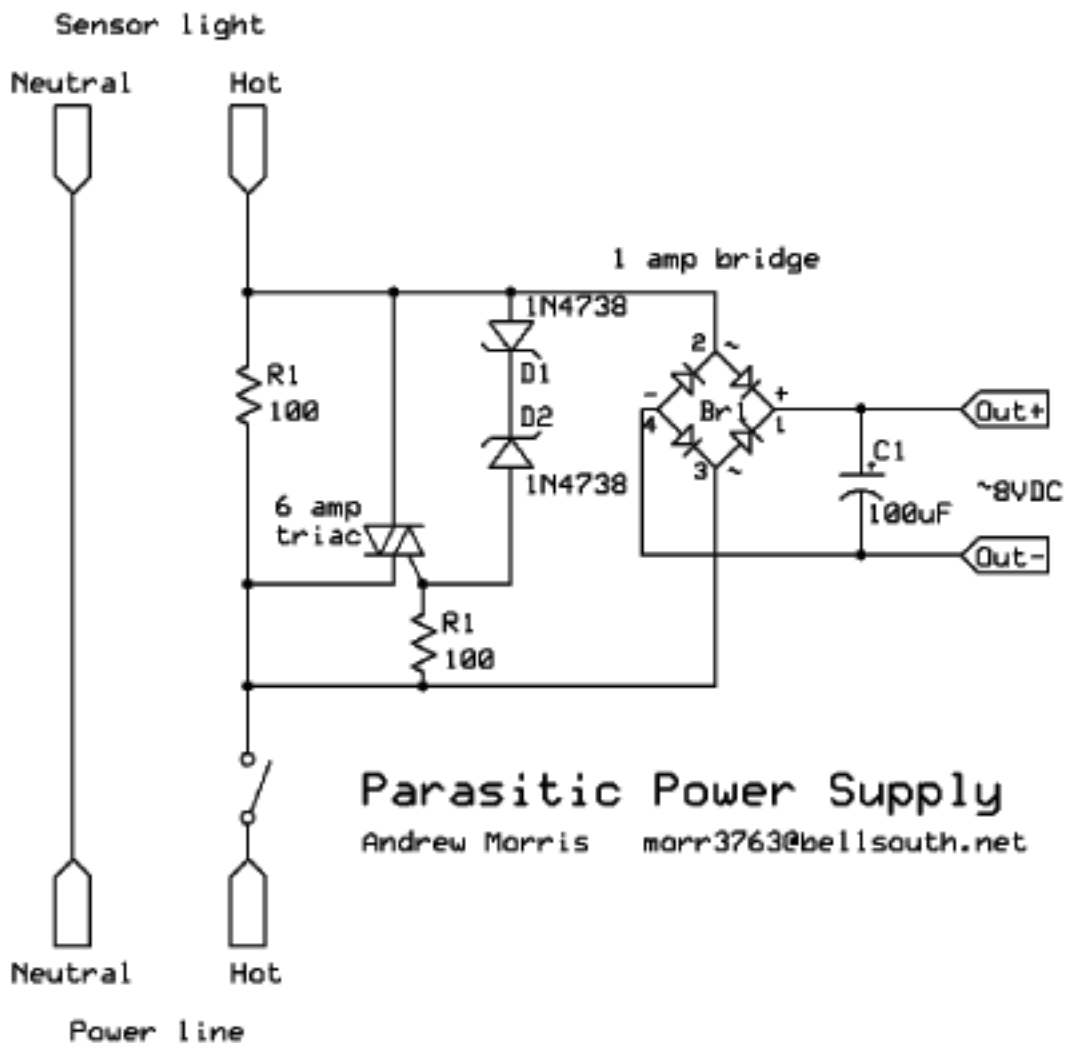 Sensor light
Neutral
Hot
1 amp bridge
1N4738
R1
100
D1
D2
1N4738
6 amp
triac
2
~
-
+
Br1
4
1
3
~
Out+
C1
+
100uF
~8VDC
Out-
R1
100
Parasitic Power Supply
Andrew Morris morr3763@bellsouth.net
Neutral
Hot
Power line